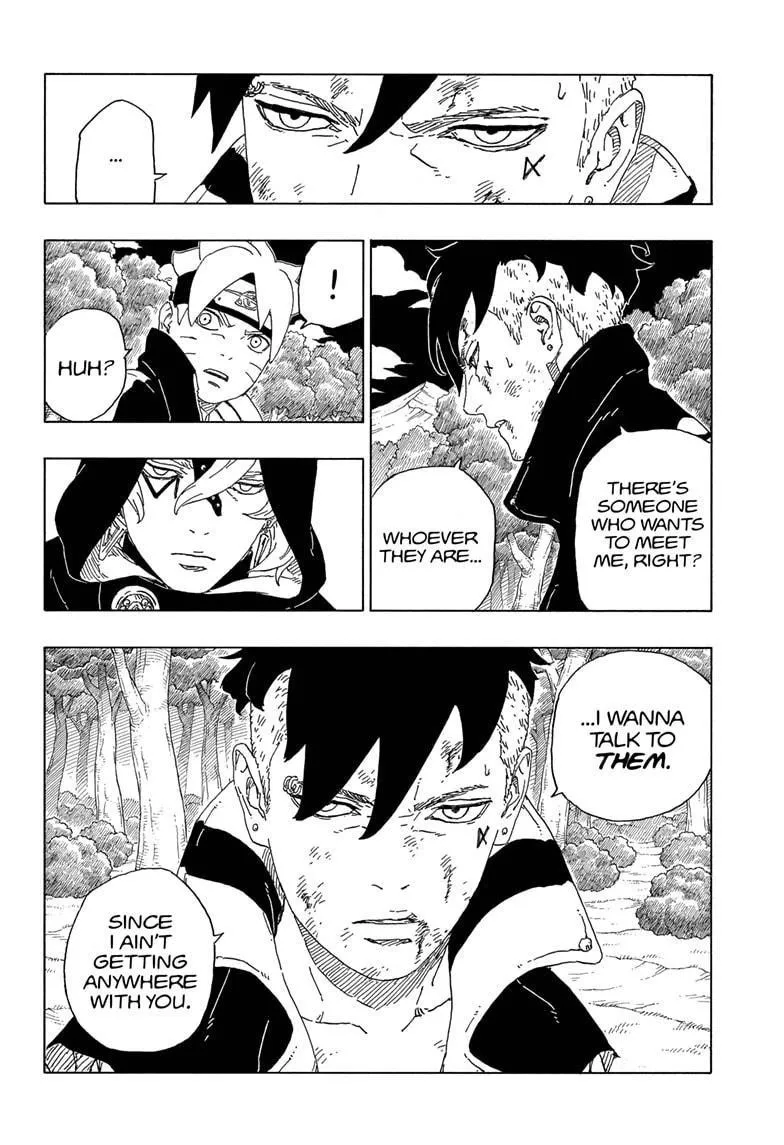 ...
THERE'S
SOMEONE
WHO WANTS
TO MEET
ME, RIGHT?
WHOEVER
THEY ARE...
!
HUH?
...I WANNA
TALK TO
THEM.
SINCE
I AIN'T
GETTING
ANYWHERE
WITH YOU.